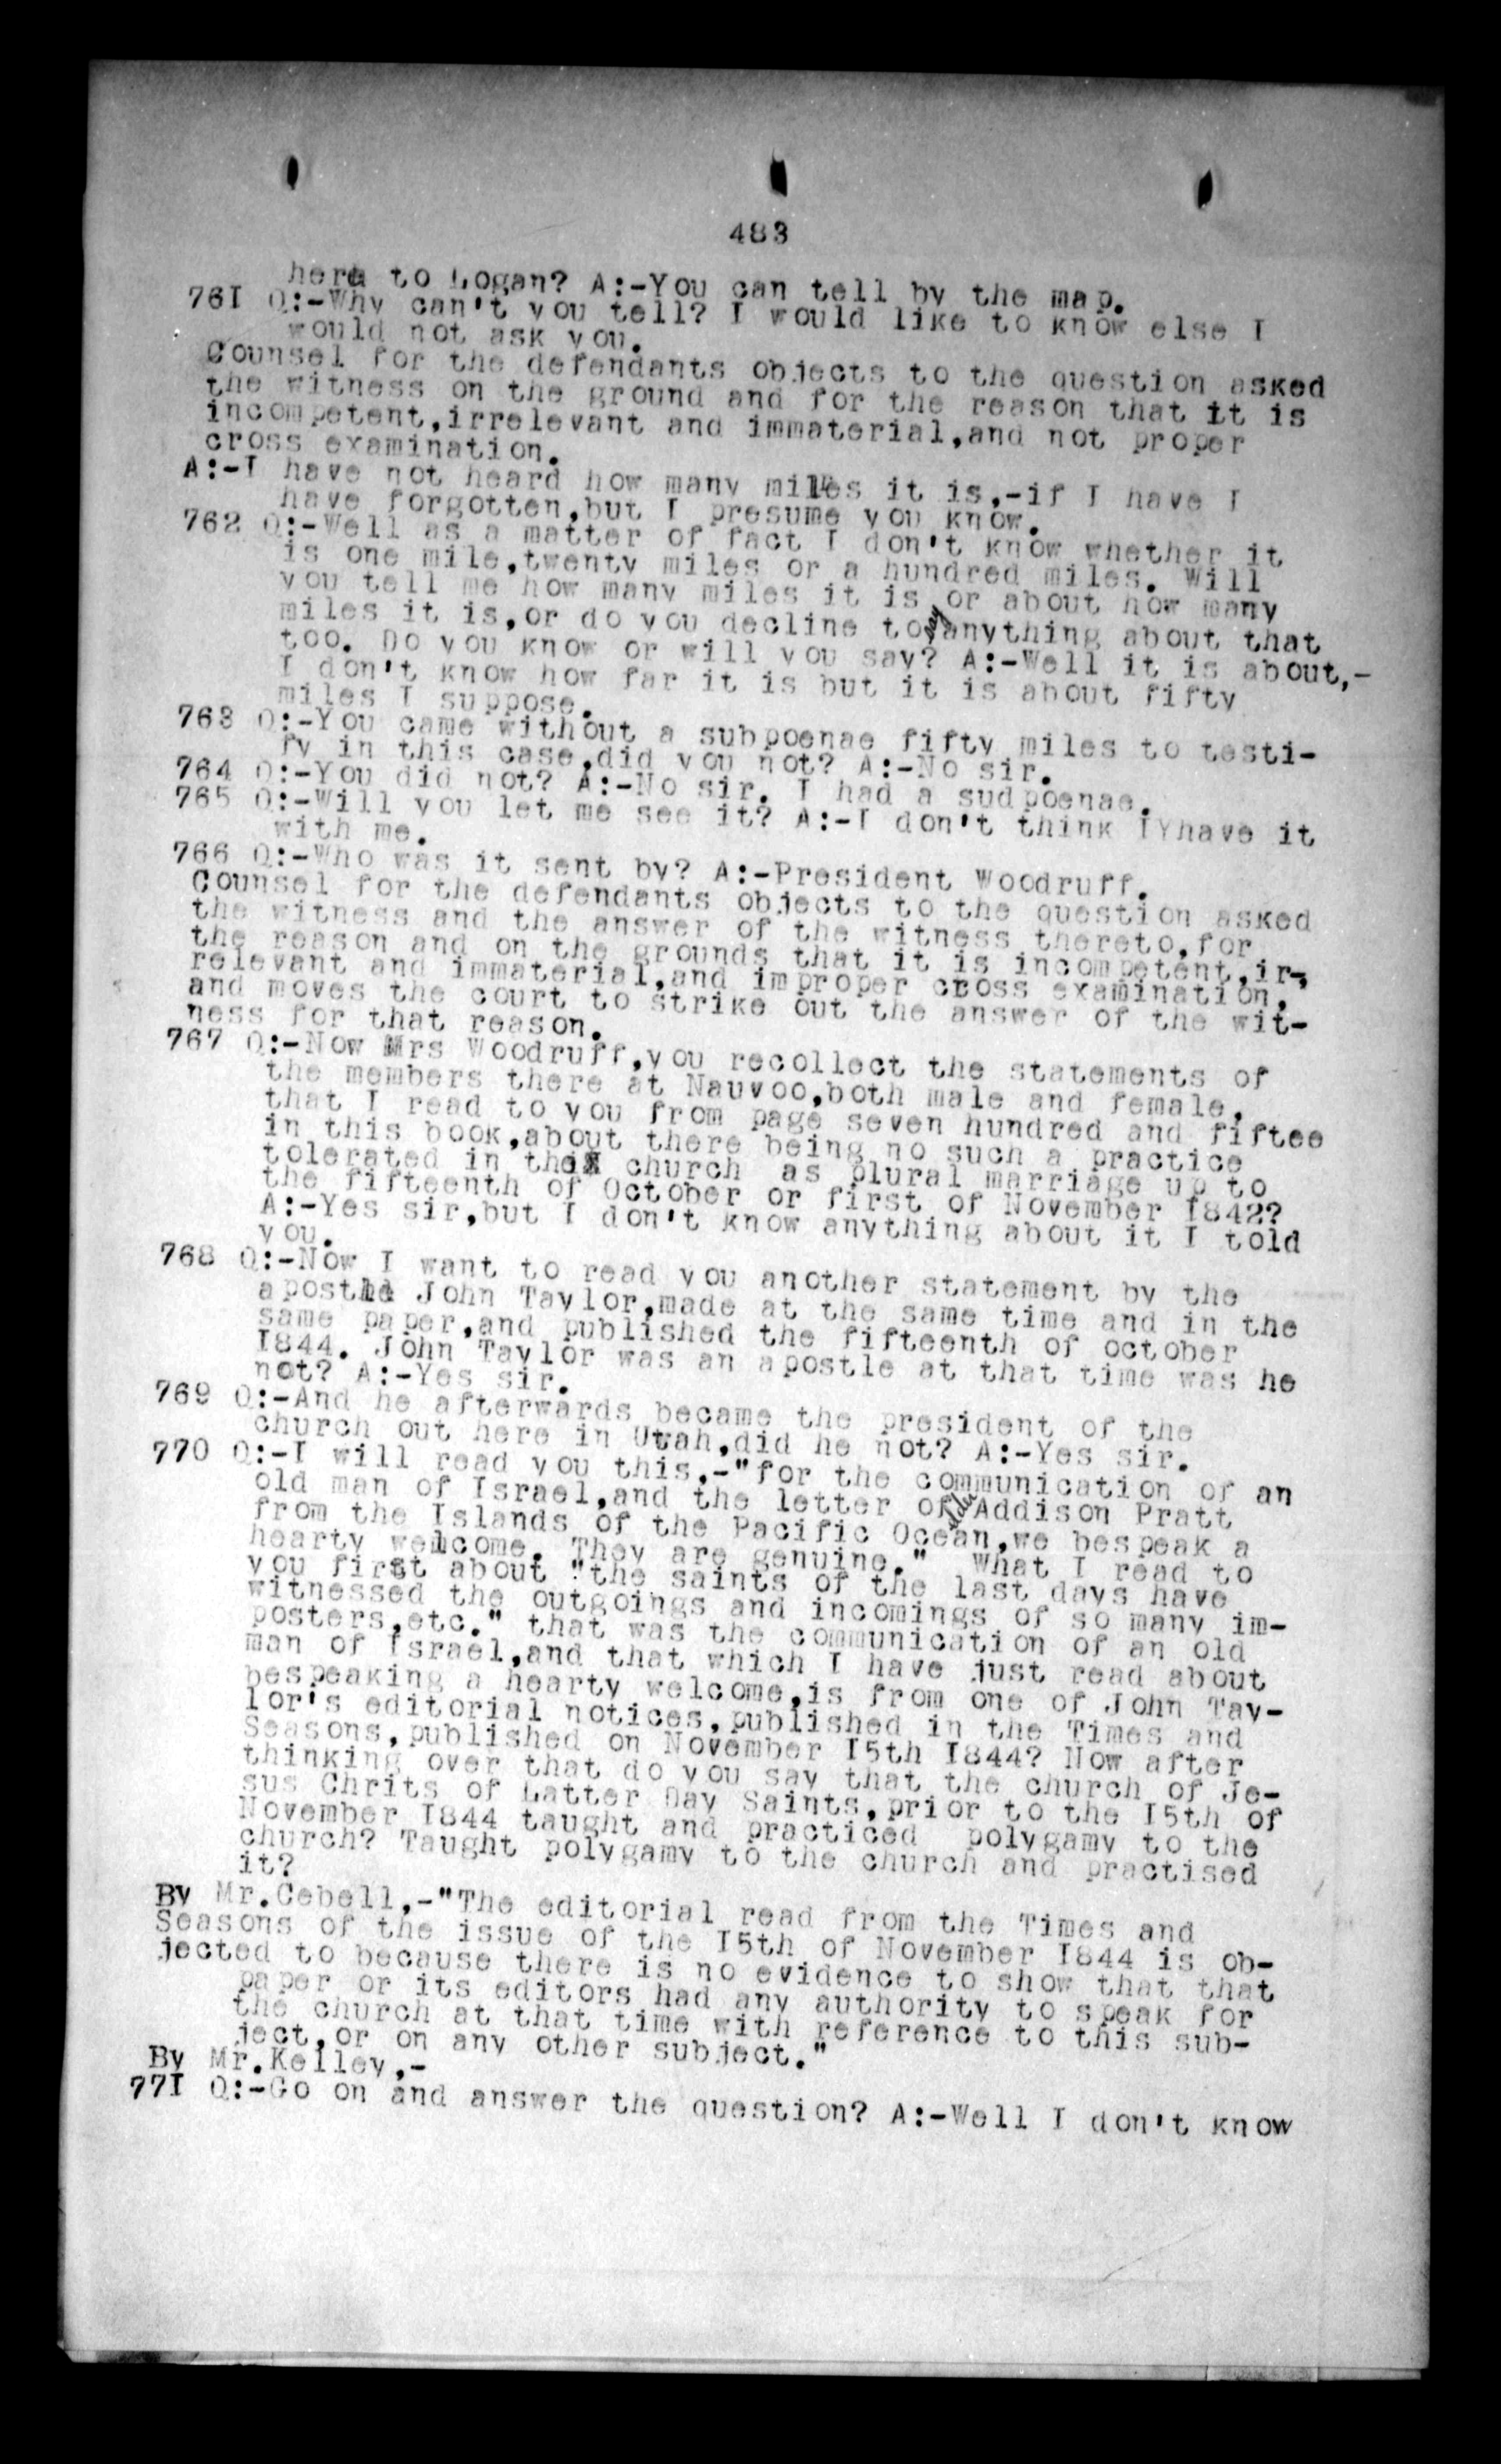 483
here to Logan? A:-You can tell by the map.
761 Q:-Why can't you tell? I would like to know else I
would not ask you.
Counsel for the defendants objects to the question asked
the witness on the ground and for the reason that it is
incompetent,irrelevant and immaterial,and not proper
cross examination.
A:-I have not heard how many miles it is,-if I have I
have forgotten,but I presume you know.
762 Q:-Well as a matter of fact I don't know whether it
is one mile,twenty miles or a hundred miles. Will
you tell me how many miles it is or about how many
miles it is,or do you decline to say anything about that
too. Do you know or will you say? A:-Well it is about,-
I don't know how far it is but it is about fifty
miles I suppose.
763 Q:-You came without a subpoenae fifty miles to testi-
fy in this case,did you not? A:-No sir.
764 Q:-You did not? A:-No sir. I had a sudpoenae.
765 Q:-Will you let me see it? A:-I don't think IYhave it
with me.
766 Q:-Who was it sent by? A:-President Woodruff.
Counsel for the defendants objects to the question asked
the witness and the answer of the witness thereto,for
the reason and on the grounds that it is incompetent,ir-,
relevant and immaterial,and improper cross examination,
and moves the court to strike out the answer of the wit-
ness for that reason.
767 Q:-Now Mrs Woodruff,you recollect the statements of
the members there at Nauvoo,both male and female,
that I read to you from page seven hundred and fiftee
in this book,about there being no such a practice
tolerated in the church as plural marriage up to
the fifteenth of October or first of November 1842?
A:-Yes sir,but I don't know anything about it I told
you.
768 Q:-Now I want to read you another statement by the
apostle John Taylor,made at the same time and in the
same paper,and published the fifteenth of october
1844. John Taylor was an apostle at that time was he
not? A:-Yes sir.
769 Q:-And he afterwards became the president of the
church out here in Utah,did he not? A:-Yes sir.
770 Q:-I will read you this,-"for the communication of an
old man of Israel,and the letter of elder Addison Pratt
from the Islands of the Pacific Ocean,we bespeak a
hearty welcome. They are genuine." What I read to
you first about "the saints of the last days have
witnessed the outgoings and incomings of so many im-
posters,etc." that was the communication of an old
man of Israel,and that which I have just read about
bespeaking a hearty welcome,is from one of John Tay-
lor's editorial notices,published in the Times and
Seasons,published on November 15th 1844? Now after
thinking over that do you say that the church of Je-
sus Chrits of Latter Day Saints,prior to the 15th of
November 1844 taught and practiced polygamy to the
church? Taught polygamy to the church and practised
it?
By Mr.Cebell,-"The editorial read from the Times and
Seasons of the issue of the 15th of November 1844 is ob-
jected to because there is no evidence to show that that
paper or its editors had any authority to speak for
the church at that time with reference to this sub-
ject,or on any other subject."
By Mr.Kelley,-
771 Q:-Go on and answer the question? A:-Well I don't know